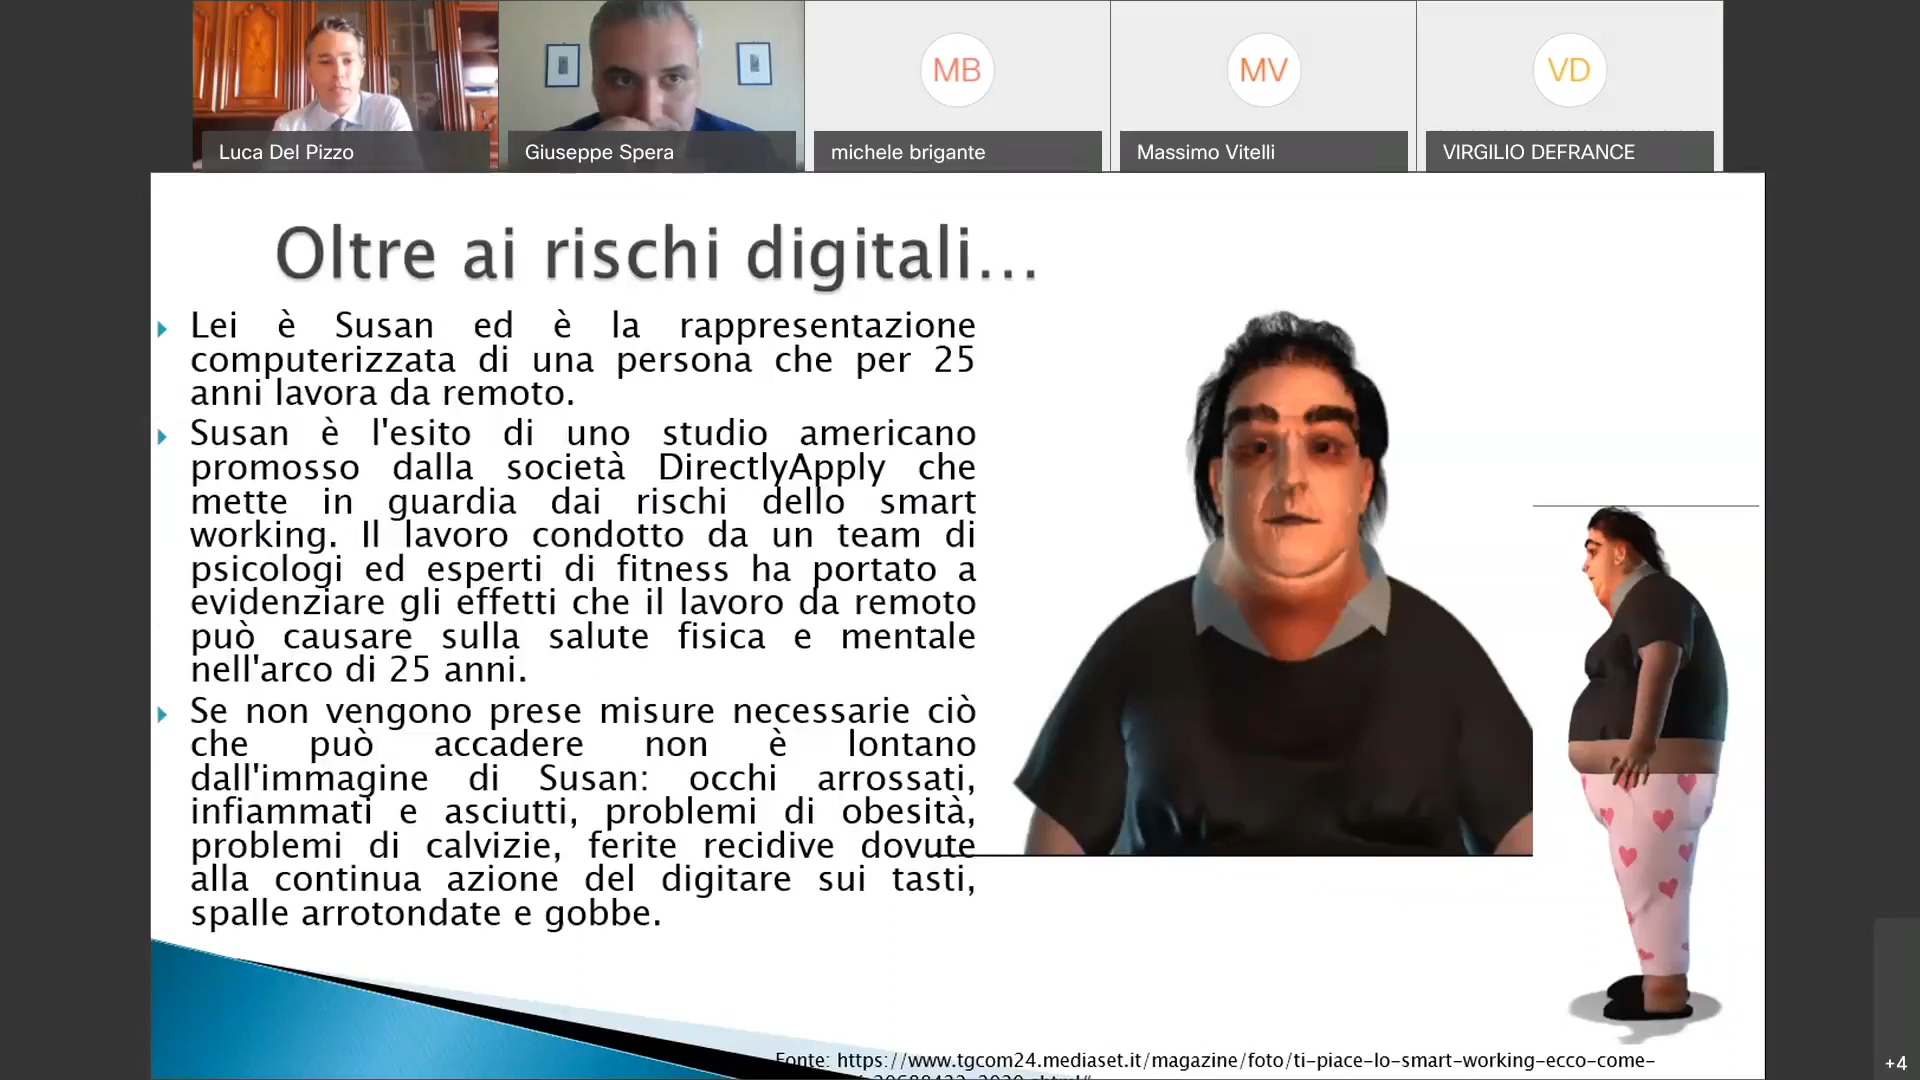 MB
MV
VD
Luca Del Pizzo
Giuseppe Spera
michele brigante
Massimo Vitelli
VIRGILIO DEFRANCE
Oltre ai rischi digitali...
Lei è Susan ed è la rappresentazione
computerizzata di una persona che per 25
anni lavora da remoto.
Susan è l'esito di uno studio americano
promosso dalla società DirectlyApply che
mette in guardia dai rischi dello smart
working. Il lavoro condotto da un team di
psicologi ed esperti di fitness ha portato a
evidenziare gli effetti che il lavoro da remoto
può causare sulla salute fisica e mentale
nell'arco di 25 anni.
Se non vengono prese misure necessarie ciò
che può accadere non è lontano
dall'immagine di Susan: occhi arrossati,
infiammati e asciutti, problemi di obesità,
problemi di calvizie, ferite recidive dovute
alla continua azione del digitare sui tasti,
spalle arrotondate e gobbe.
Fonte: https://www.tgcom24.mediaset.it/magazine/foto/ti-piace-lo-smart-working-ecco-come-
+4